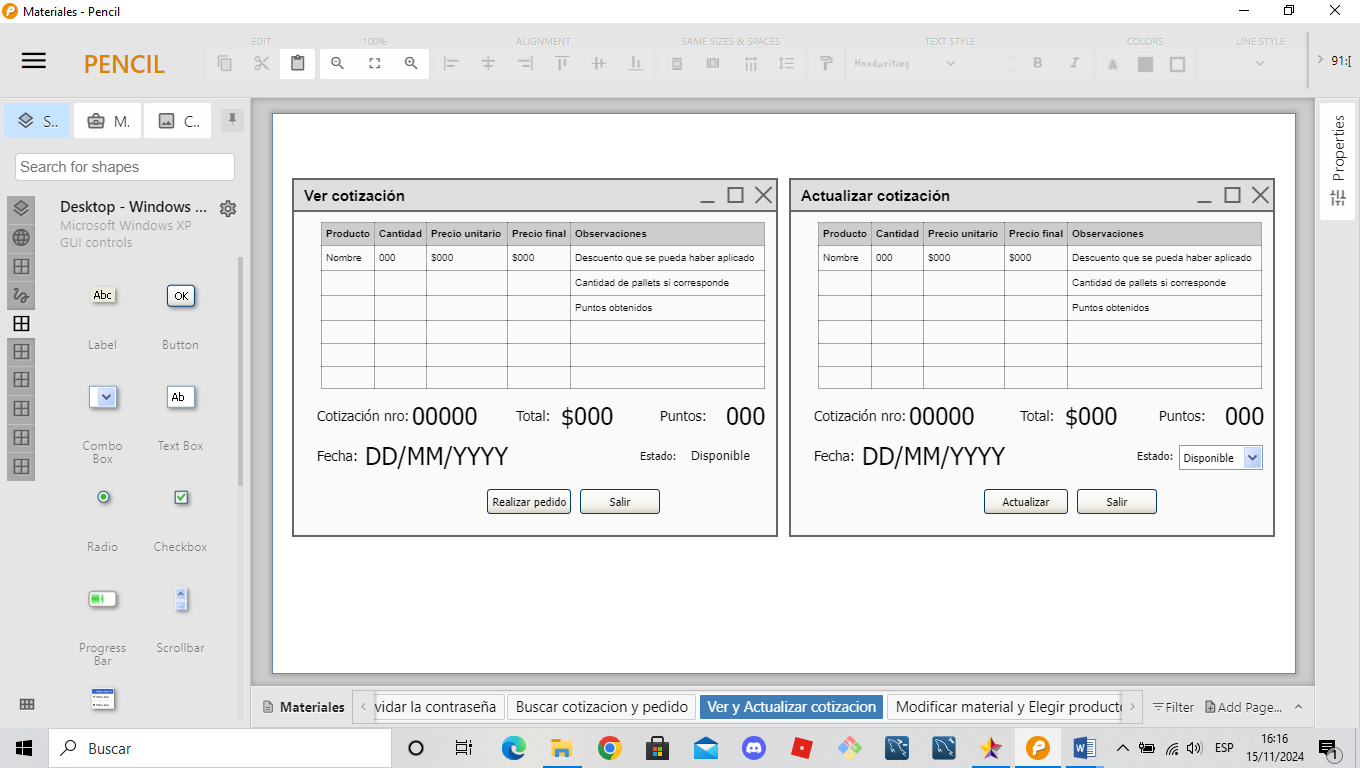 Materiales - Pencil
PENCIL
EDIT
100%
ALIGNMENT
SAME SIZES & SPACES
TEXT STYLE
COLORS
LINE STYLE
Handwriting
B
I
A
91:[
S..
M.
C..
Search for shapes
Desktop - Windows ...
Microsoft Windows XP
GUI controls
Abc
OK
Label
Button
Ab
Combo
Box
Text Box
Radio
Checkbox
Progress
Bar
Scrollbar
Ver cotización
Producto Cantidad Precio unitario Precio final Observaciones
Nombre 000 $000 $000 Descuento que se pueda haber aplicado
Cantidad de pallets si corresponde
Puntos obtenidos
Cotización nro: 00000 Total: $000 Puntos: 000
Fecha: DD/MM/YYYY Estado: Disponible
Realizar pedido Salir
Actualizar cotización
Producto Cantidad Precio unitario Precio final Observaciones
Nombre 000 $000 $000 Descuento que se pueda haber aplicado
Cantidad de pallets si corresponde
Puntos obtenidos
Cotización nro: 00000 Total: $000 Puntos: 000
Fecha: DD/MM/YYYY Estado: Disponible
Actualizar Salir
Properties
Materiales
vidar la contraseña
Buscar cotizacion y pedido
Ver y Actualizar cotizacion
Modificar material y Elegir producto
Filter
Add Page...
Buscar
ESP
16:16
15/11/2024
1